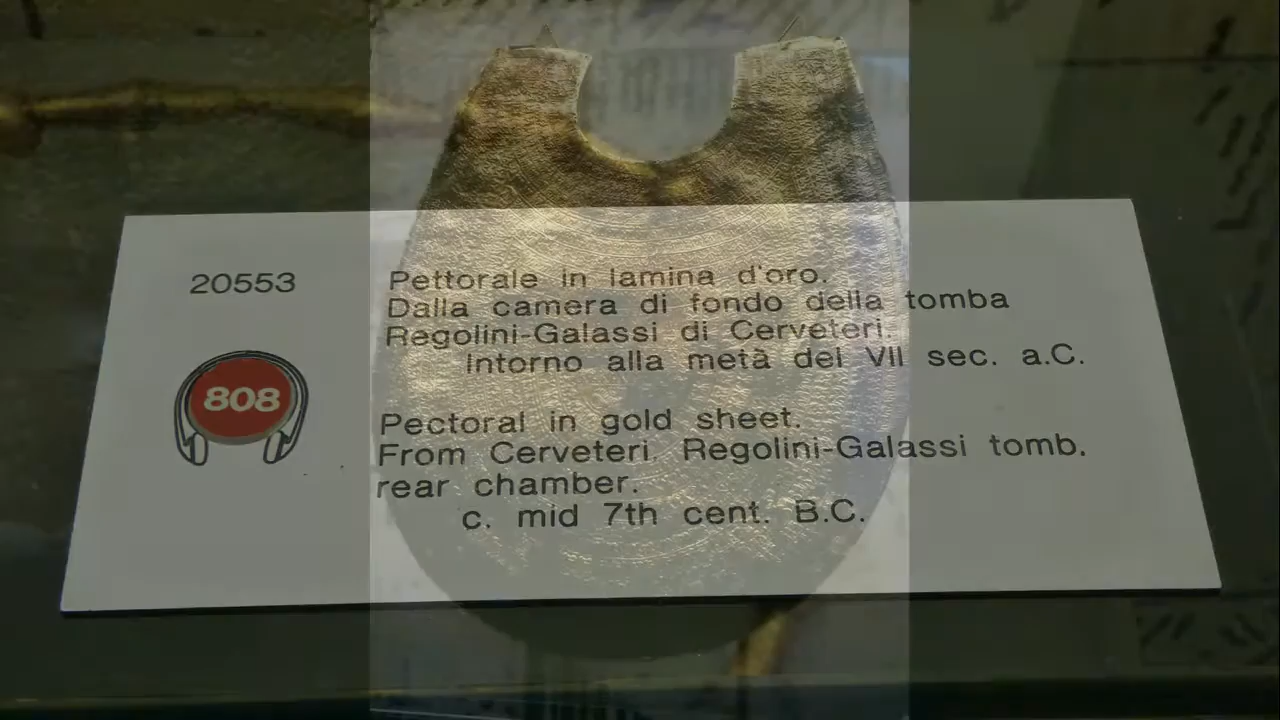 20553
Pettorale in lamina d'oro.
Dalla camera di fondo della tomba
Regolini-Galassi di Cerveteri.
Intorno alla metà del VII sec. a.C.
808
Pectoral in gold sheet.
From Cerveteri. Regolini-Galassi tomb,
rear chamber.
c. mid 7th cent. B.C.